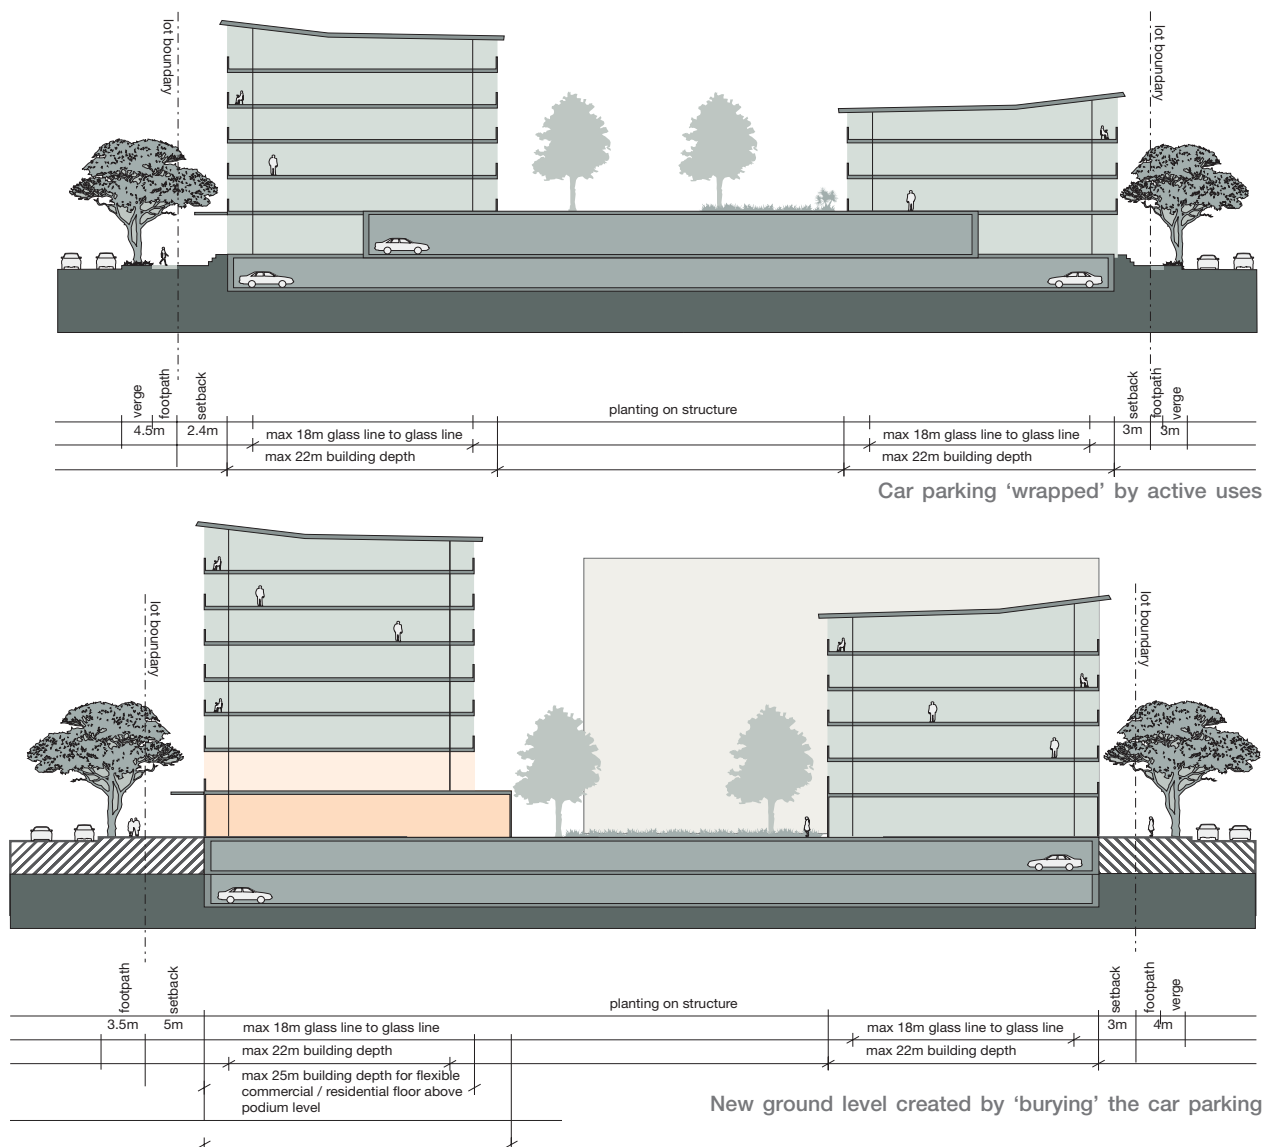 lot boundary
lot boundary
verge
footpath
setback
setback
footpath
verge
planting on structure
4.5m
2.4m
max 18m glass line to glass line
max 18m glass line to glass line
3m
3m
max 22m building depth
max 22m building depth
Car parking ‘wrapped’ by active uses
lot boundary
lot boundary
footpath
setback
setback
footpath
verge
planting on structure
3.5m
5m
max 18m glass line to glass line
max 18m glass line to glass line
3m
4m
max 22m building depth
max 22m building depth
max 25m building depth for flexible
commercial / residential floor above
podium level
New ground level created by ‘burying’ the car parking